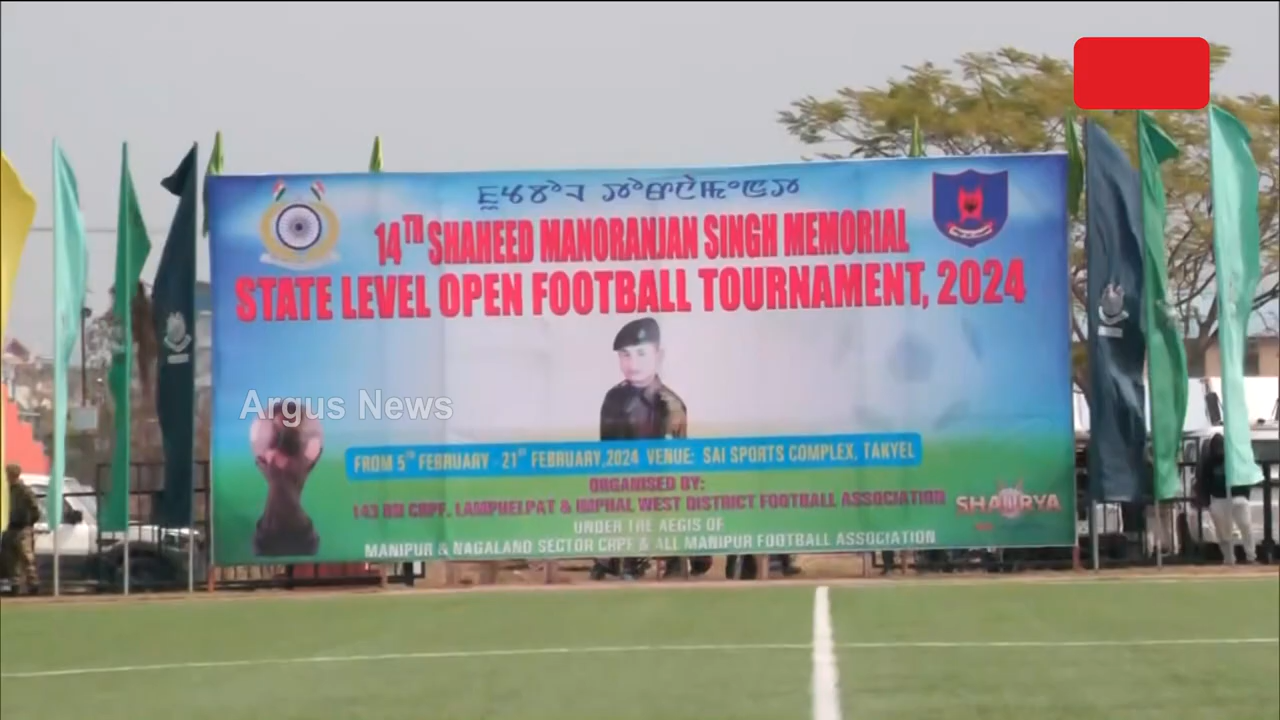 14TH SHAHEED MANORANJAN SINGH MEMORIAL
STATE LEVEL OPEN FOOTBALL TOURNAMENT, 2024
Argus News
FROM 5TH FEBRUARY - 21ST FEBRUARY, 2024 VENUE: SAI SPORTS COMPLEX, TAKYEL
ORGANISED BY:
143 BN CRPF, LAMPHELPAT & IMPHAL WEST DISTRICT FOOTBALL ASSOCIATION
SHAURYA
UNDER THE AEGIS OF
MANIPUR & NAGALAND SECTOR CRPF & ALL MANIPUR FOOTBALL ASSOCIATION